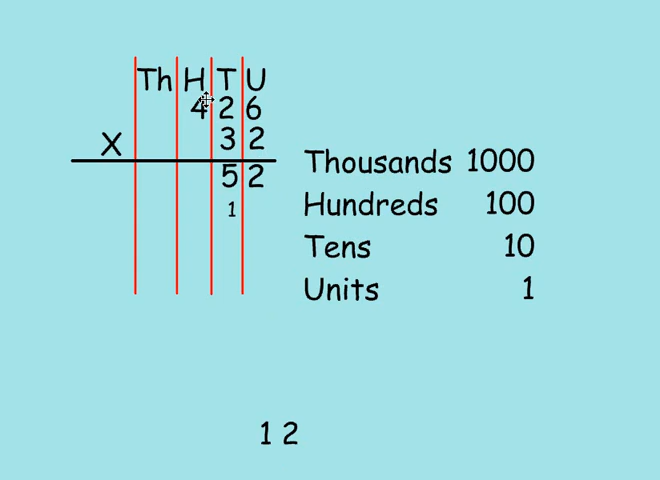 Th H T U
4 2 6
X 3 2
5 2
1
Thousands 1000
Hundreds 100
Tens 10
Units 1
1 2